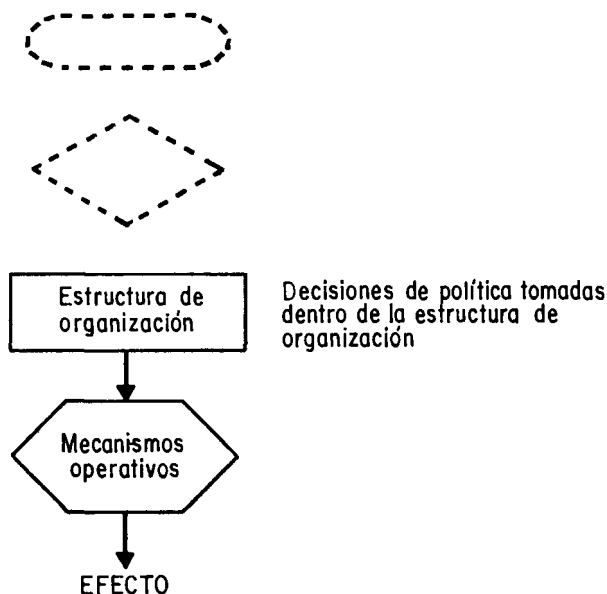 Estructura de
organización
Decisiones de política tomadas
dentro de la estructura de
organización
Mecanismos
operativos
EFECTO